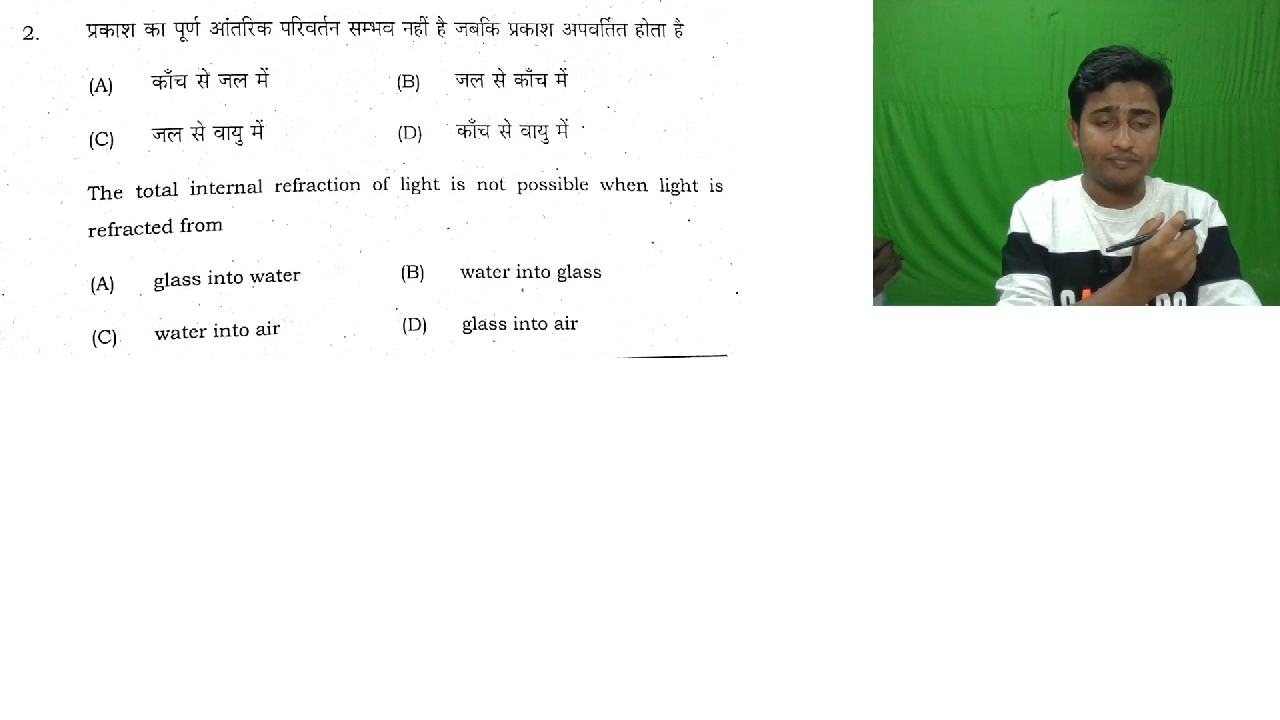 2. प्रकाश का पूर्ण आंतरिक परिवर्तन सम्भव नहीं है जबकि प्रकाश अपवर्तित होता है
(A) काँच से जल में (B) जल से काँच में
(C) जल से वायु में (D) काँच से वायु में
The total internal refraction of light is not possible when light is
refracted from
(A) glass into water (B) water into glass
(C) water into air (D) glass into air